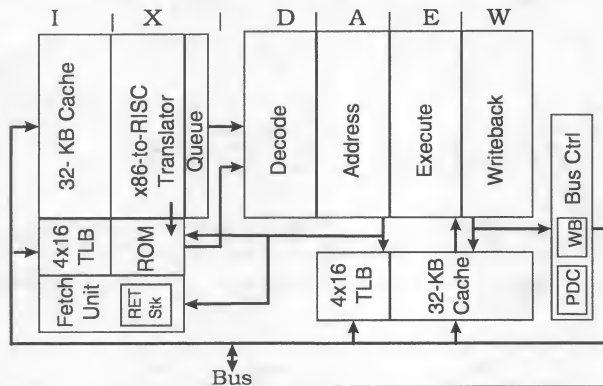 I X D A E W
32- KB Cache
x86-to-RISC
Translator
Queue
Decode
Address
Execute
Writeback
Bus Ctrl
WB
PDC
4x16
TLB
ROM
Fetch
Unit
RET
Stk
4x16
TLB
32-KB
Cache
Bus